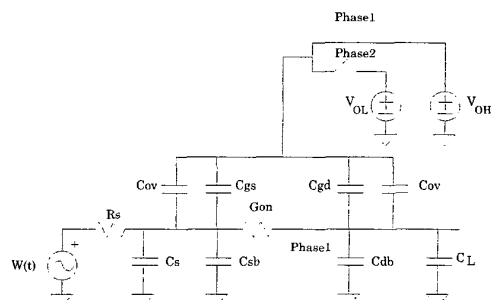 Phase1
Phase2
VOL
VOH
Cov
Cgs
Cgd
Cov
Rs
Gon
W(t)
+
Cs
Csb
Phase1
Cdb
CL